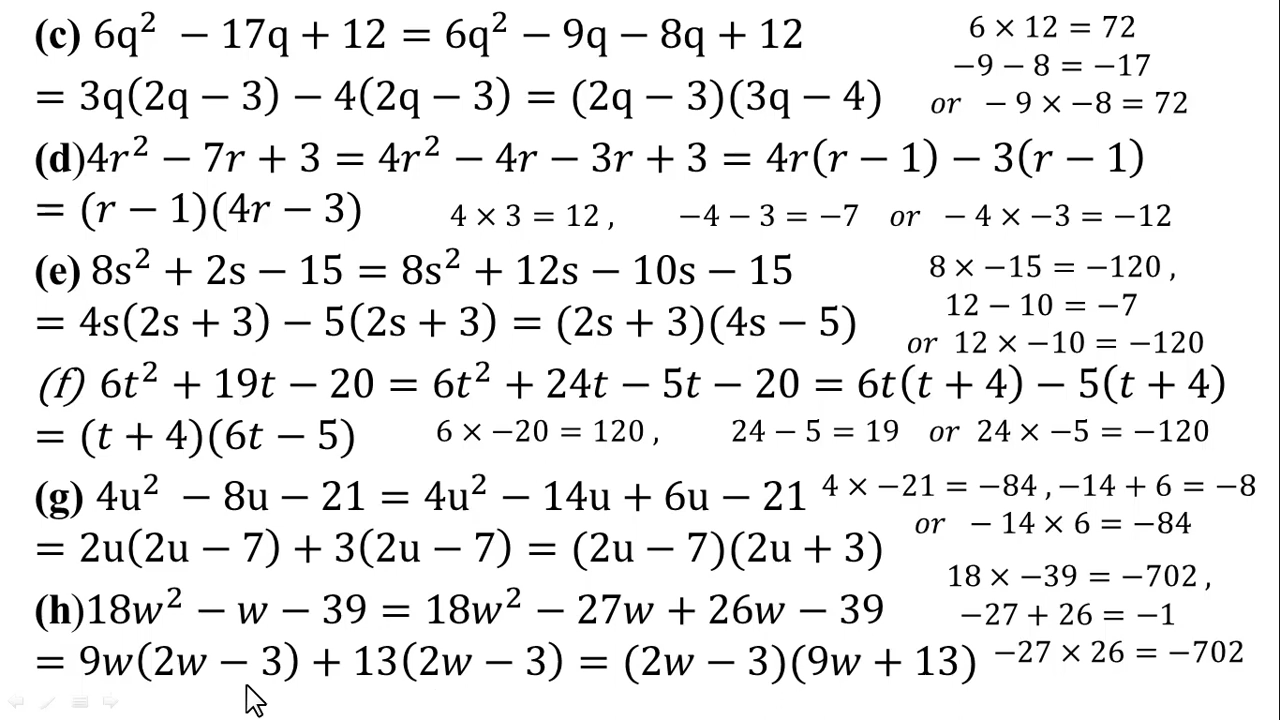 (c) 6q² − 17q + 12 = 6q² − 9q − 8q + 12
6 × 12 = 72
−9 − 8 = −17
= 3q(2q − 3) − 4(2q − 3) = (2q − 3)(3q − 4)
or − 9 × −8 = 72
(d)4r² − 7r + 3 = 4r² − 4r − 3r + 3 = 4r(r − 1) − 3(r − 1)
= (r − 1)(4r − 3) 4 × 3 = 12 , −4 − 3 = −7 or − 4 × −3 = −12
(e) 8s² + 2s − 15 = 8s² + 12s − 10s − 15
8 × −15 = −120 ,
12 − 10 = −7
= 4s(2s + 3) − 5(2s + 3) = (2s + 3)(4s − 5)
or 12 × −10 = −120
(f) 6t² + 19t − 20 = 6t² + 24t − 5t − 20 = 6t(t + 4) − 5(t + 4)
= (t + 4)(6t − 5) 6 × −20 = 120 , 24 − 5 = 19 or 24 × −5 = −120
(g) 4u² − 8u − 21 = 4u² − 14u + 6u − 21 4 × −21 = −84 , −14 + 6 = −8
or − 14 × 6 = −84
= 2u(2u − 7) + 3(2u − 7) = (2u − 7)(2u + 3)
18 × −39 = −702 ,
(h)18w² − w − 39 = 18w² − 27w + 26w − 39
−27 + 26 = −1
= 9w(2w − 3) + 13(2w − 3) = (2w − 3)(9w + 13) −27 × 26 = −702